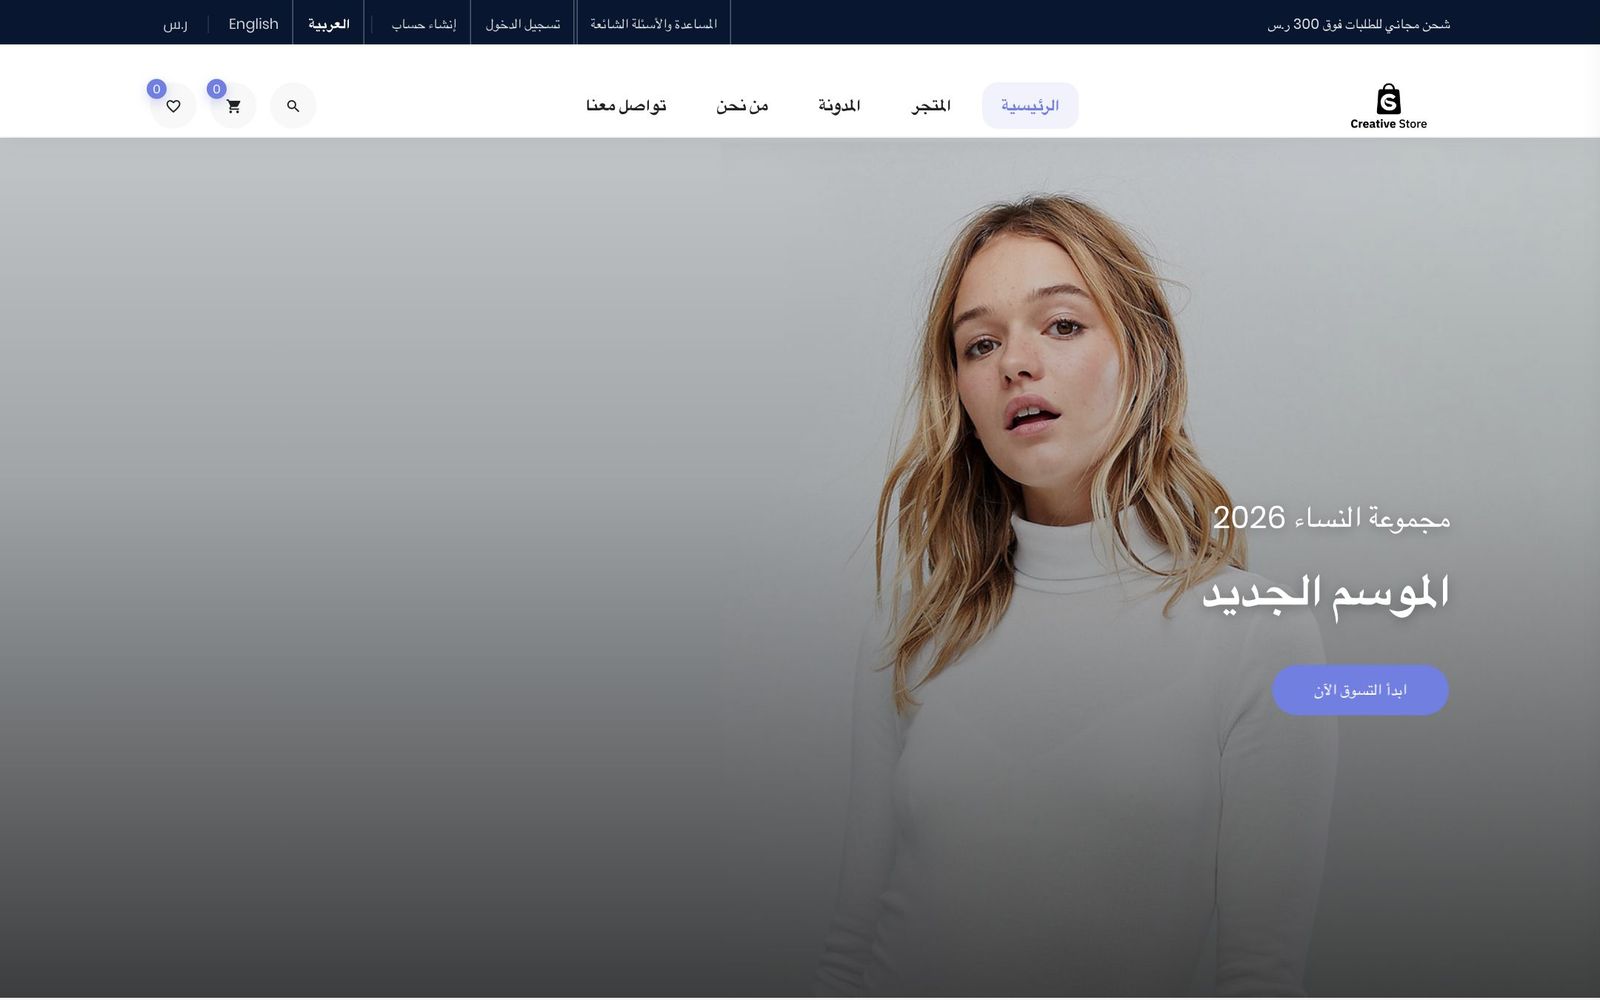 شحن مجاني للطلبات فوق 300 ر.س
المساعدة والأسئلة الشائعة
تسجيل الدخول
إنشاء حساب
العربية
English
ر.س
Creative Store
الرئيسية
المتجر
المدونة
من نحن
تواصل معنا
0
0
مجموعة النساء 2026
الموسم الجديد
ابدأ التسوق الآن